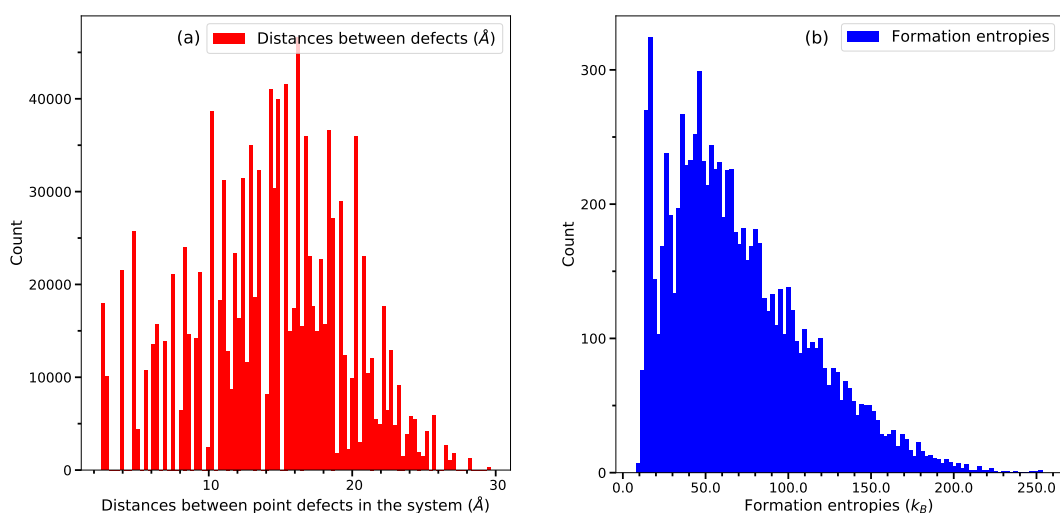 (a)
Distances between defects (Å)
40000
30000
20000
10000
0
Count
10
20
30
Distances between point defects in the system (Å)
(b)
Formation entropies
300
200
100
0
Count
0.0
50.0
100.0
150.0
200.0
250.0
Formation entropies (k_B)